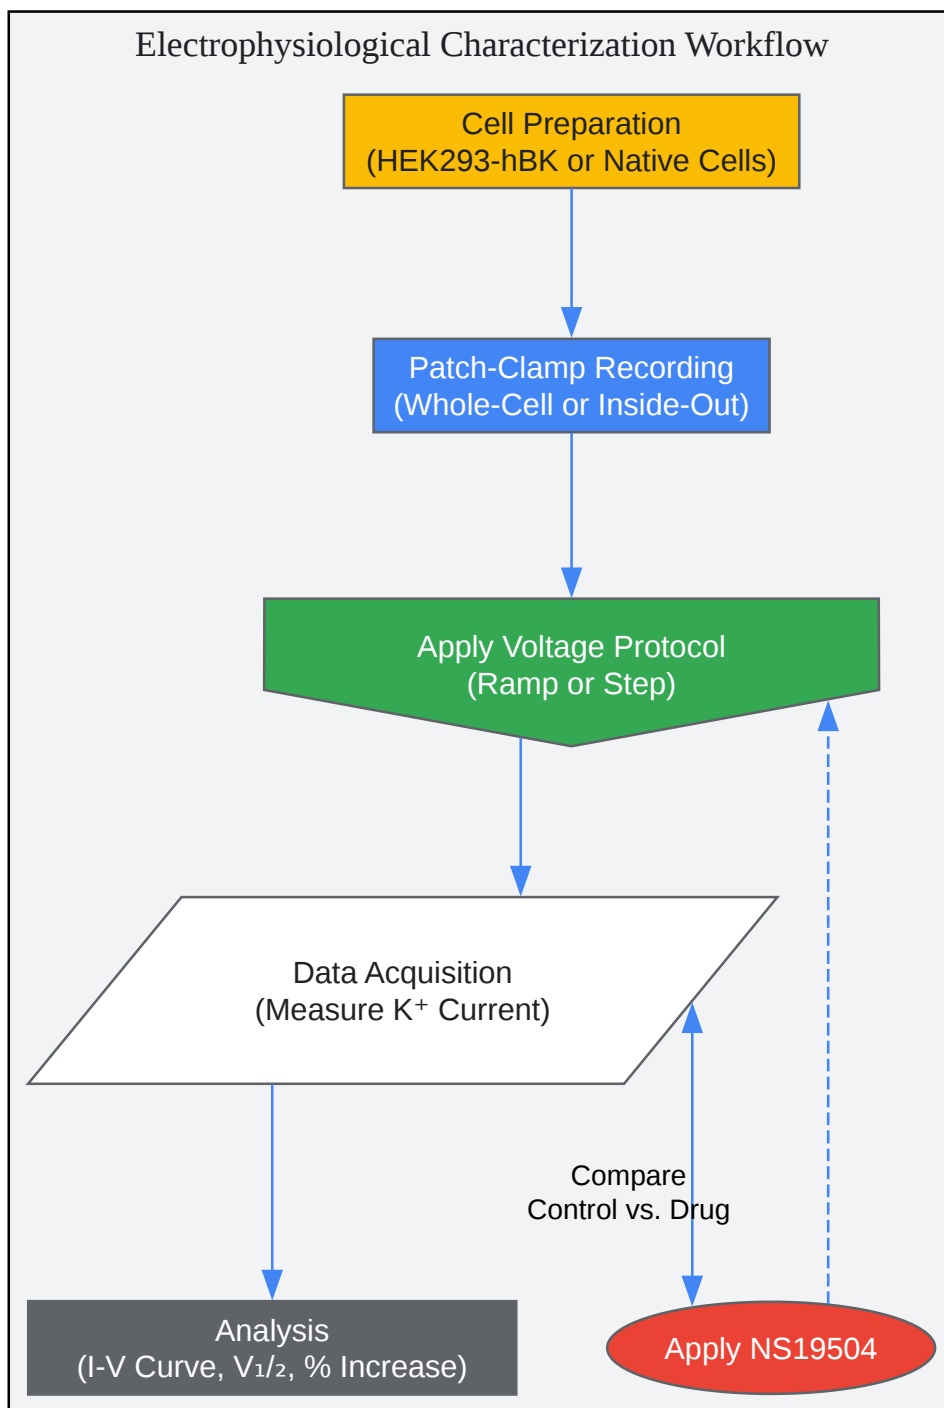 Electrophysiological Characterization Workflow
Cell Preparation
(HEK293-hBK or Native Cells)
Patch-Clamp Recording
(Whole-Cell or Inside-Out)
Apply Voltage Protocol
(Ramp or Step)
Data Acquisition
(Measure K⁺ Current)
Compare
Control vs. Drug
Analysis
(I-V Curve, V₁/₂, % Increase)
Apply NS19504